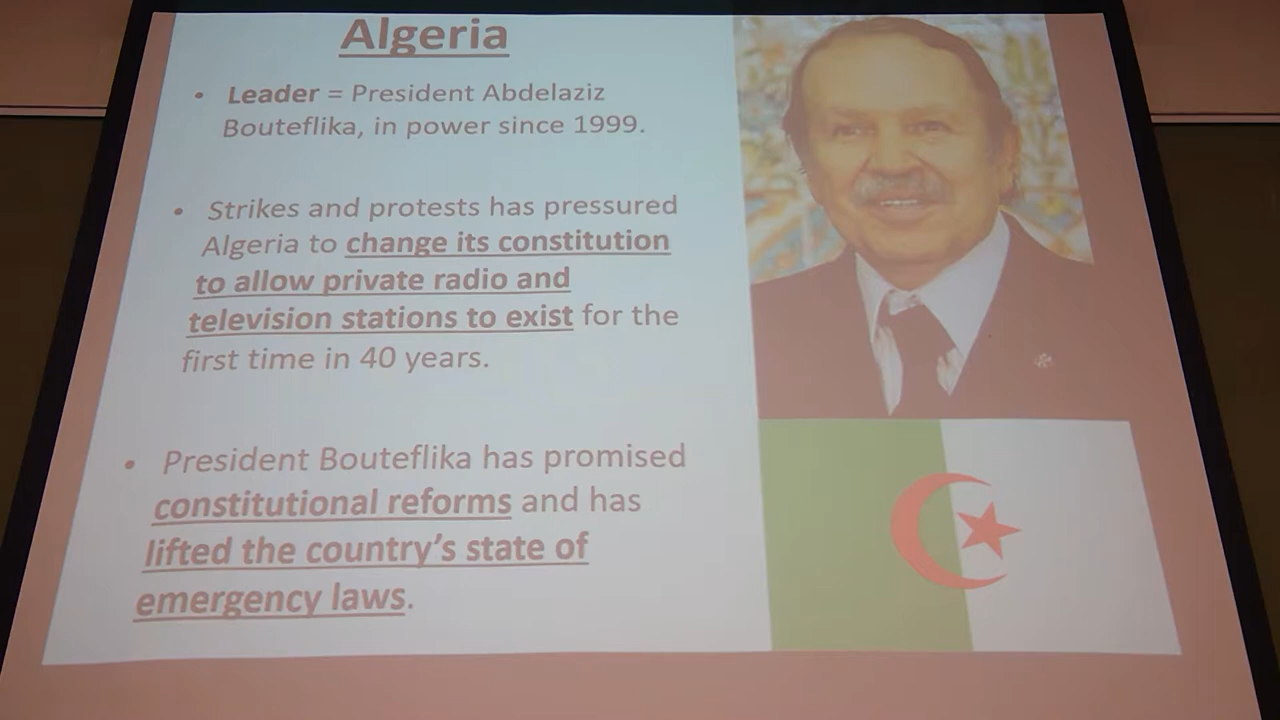 Algeria
• Leader = President Abdelaziz
Bouteflika, in power since 1999.
• Strikes and protests has pressured
Algeria to change its constitution
to allow private radio and
television stations to exist for the
first time in 40 years.
• President Bouteflika has promised
constitutional reforms and has
lifted the country's state of
emergency laws.